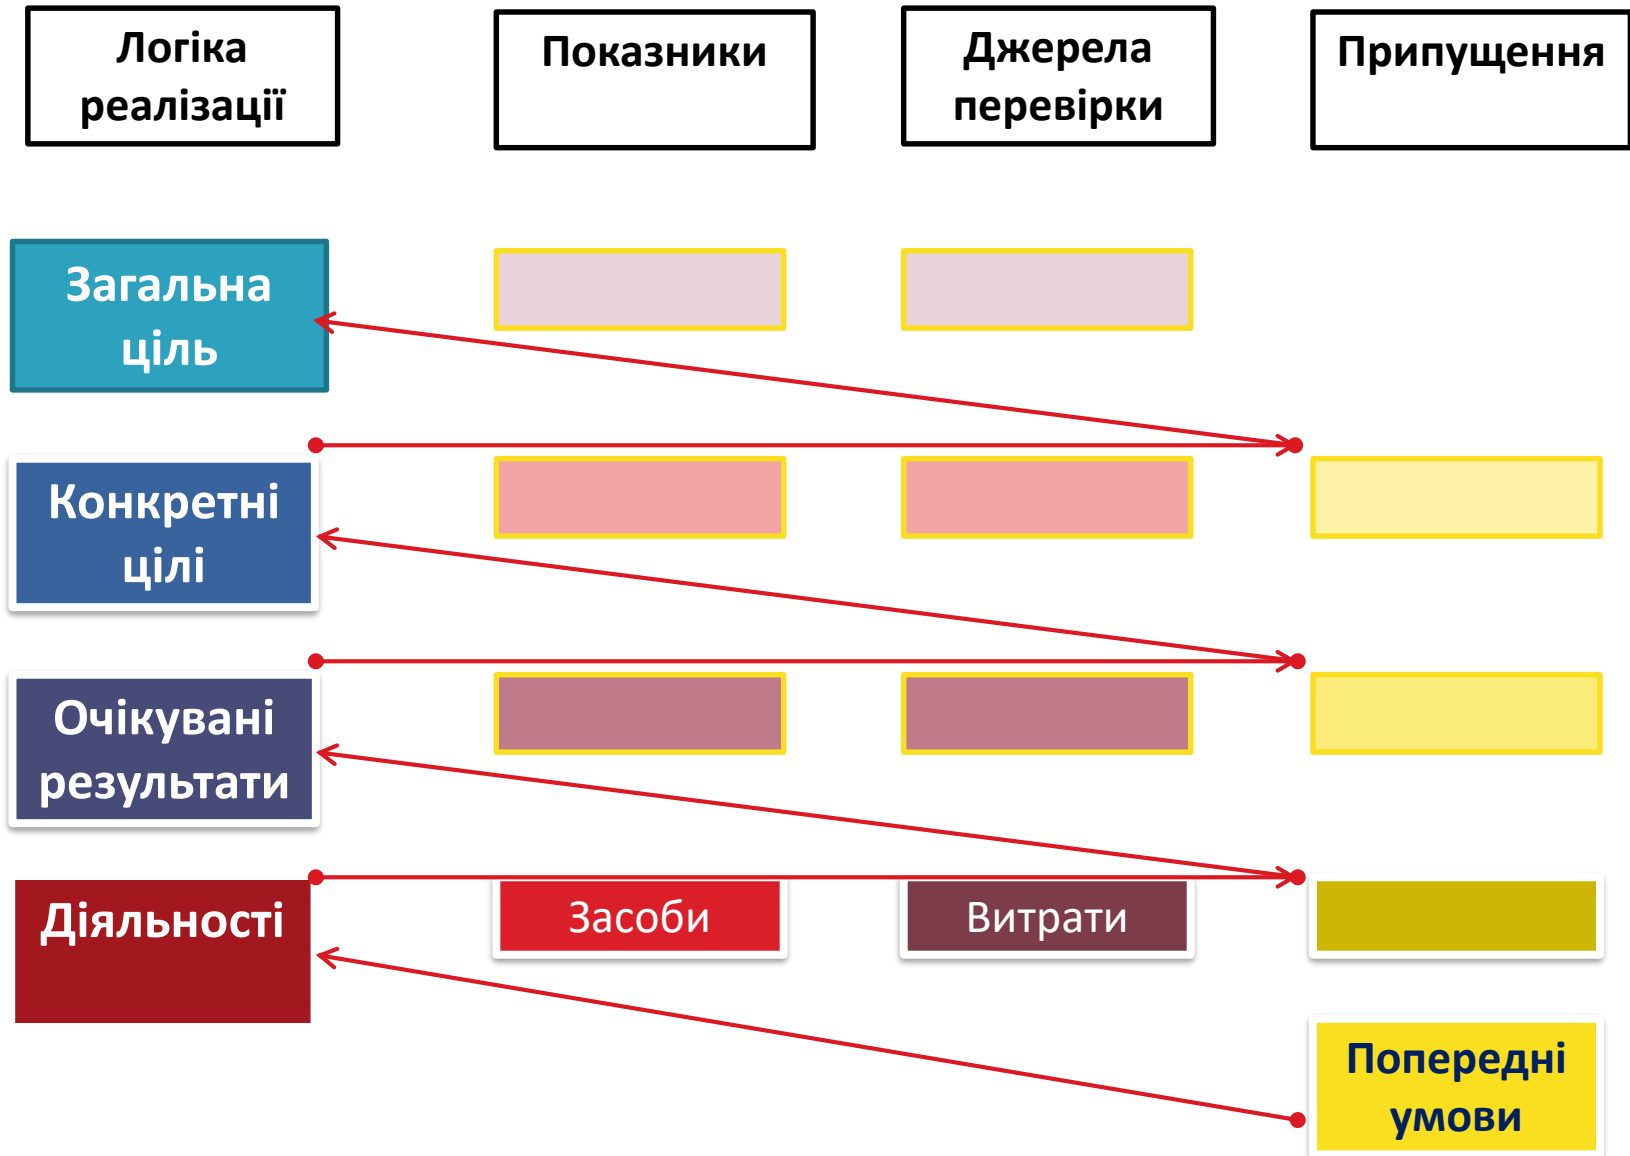 Логіка
реалізації
Показники
Джерела
перевірки
Припущення
Загальна
ціль
Конкретні
цілі
Очікувані
результати
Діяльності
Засоби
Витрати
Попередні
умови